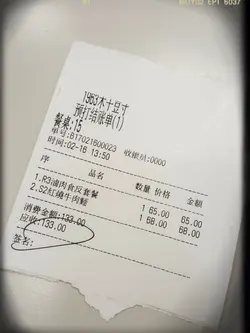 1963木十豆寸
预打结账单(1)
餐桌:15
单号:B17021600023 收银员:0000
时间:02-16 13:50
序 品名 数量 价格 金额
1.R3滷肉食反套餐 1 65.00 65.00
2.S2紅燒牛肉麵 1 68.00 68.00
消费金额:133.00
应收:133.00
签名: